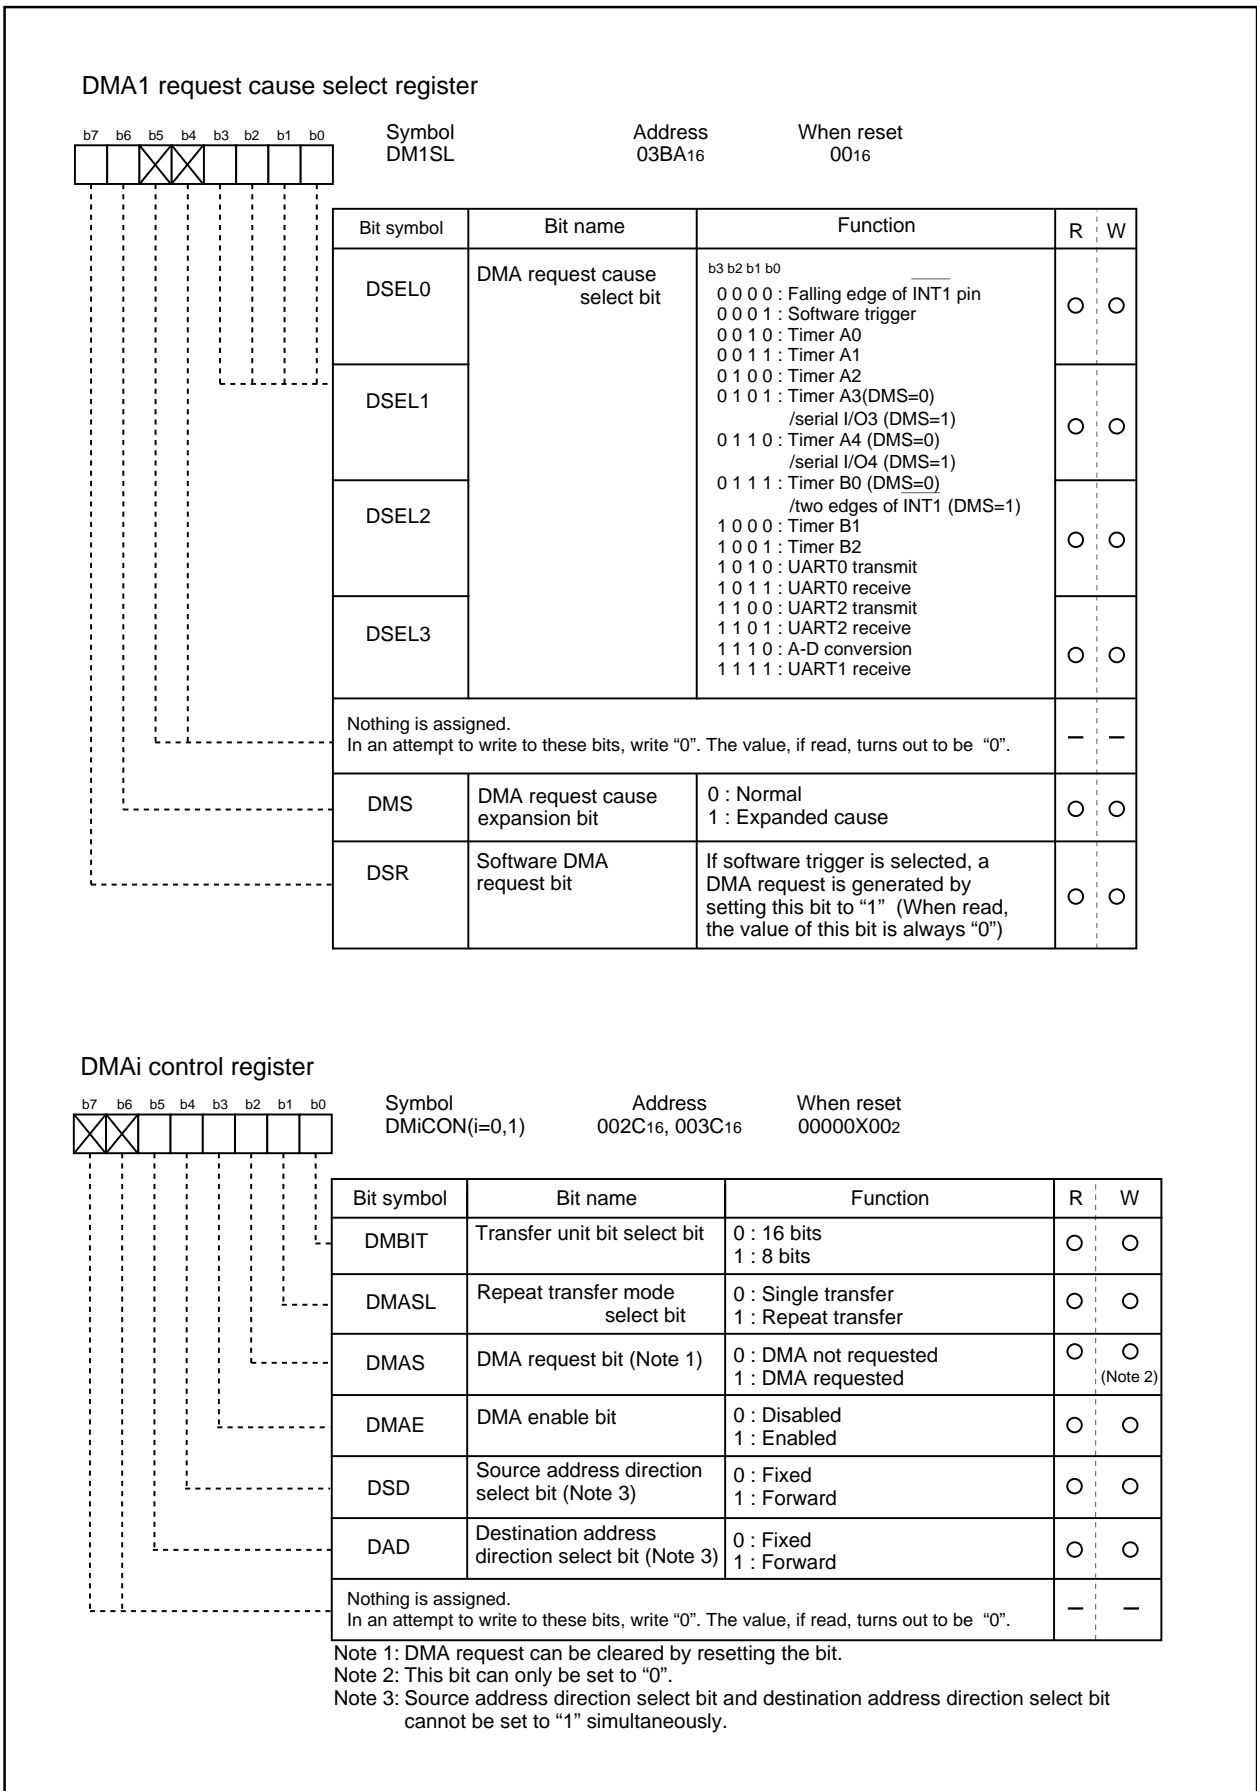 DMA1 request cause select register
b7 b6 b5 b4 b3 b2 b1 b0
Symbol Address When reset
DM1SL 03BA16 0016
Bit symbol Bit name Function R W
DSEL0
DMA request cause
select bit
b3 b2 b1 b0
0 0 0 0 : Falling edge of INT1 pin
0 0 0 1 : Software trigger
0 0 1 0 : Timer A0
0 0 1 1 : Timer A1
0 1 0 0 : Timer A2
0 1 0 1 : Timer A3(DMS=0)
/serial I/O3 (DMS=1)
0 1 1 0 : Timer A4 (DMS=0)
/serial I/O4 (DMS=1)
0 1 1 1 : Timer B0 (DMS=0)
/two edges of INT1 (DMS=1)
1 0 0 0 : Timer B1
1 0 0 1 : Timer B2
1 0 1 0 : UART0 transmit
1 0 1 1 : UART0 receive
1 1 0 0 : UART2 transmit
1 1 0 1 : UART2 receive
1 1 1 0 : A-D conversion
1 1 1 1 : UART1 receive
DSEL1
DSEL2
DSEL3
Nothing is assigned.
In an attempt to write to these bits, write “0”. The value, if read, turns out to be “0”.
DMS
DMA request cause
expansion bit
0 : Normal
1 : Expanded cause
DSR
Software DMA
request bit
If software trigger is selected, a
DMA request is generated by
setting this bit to “1” (When read,
the value of this bit is always “0”)
DMAi control register
b7 b6 b5 b4 b3 b2 b1 b0
Symbol Address When reset
DMiCON(i=0,1) 002C16, 003C16 00000X002
Bit symbol Bit name Function R W
DMBIT
Transfer unit bit select bit
0 : 16 bits
1 : 8 bits
DMASL
Repeat transfer mode
select bit
0 : Single transfer
1 : Repeat transfer
DMAS
DMA request bit (Note 1)
0 : DMA not requested
1 : DMA requested
(Note 2)
DMAE
DMA enable bit
0 : Disabled
1 : Enabled
DSD
Source address direction
select bit (Note 3)
0 : Fixed
1 : Forward
DAD
Destination address
direction select bit (Note 3)
0 : Fixed
1 : Forward
Nothing is assigned.
In an attempt to write to these bits, write “0”. The value, if read, turns out to be “0”.
Note 1: DMA request can be cleared by resetting the bit.
Note 2: This bit can only be set to “0”.
Note 3: Source address direction select bit and destination address direction select bit
cannot be set to “1” simultaneously.